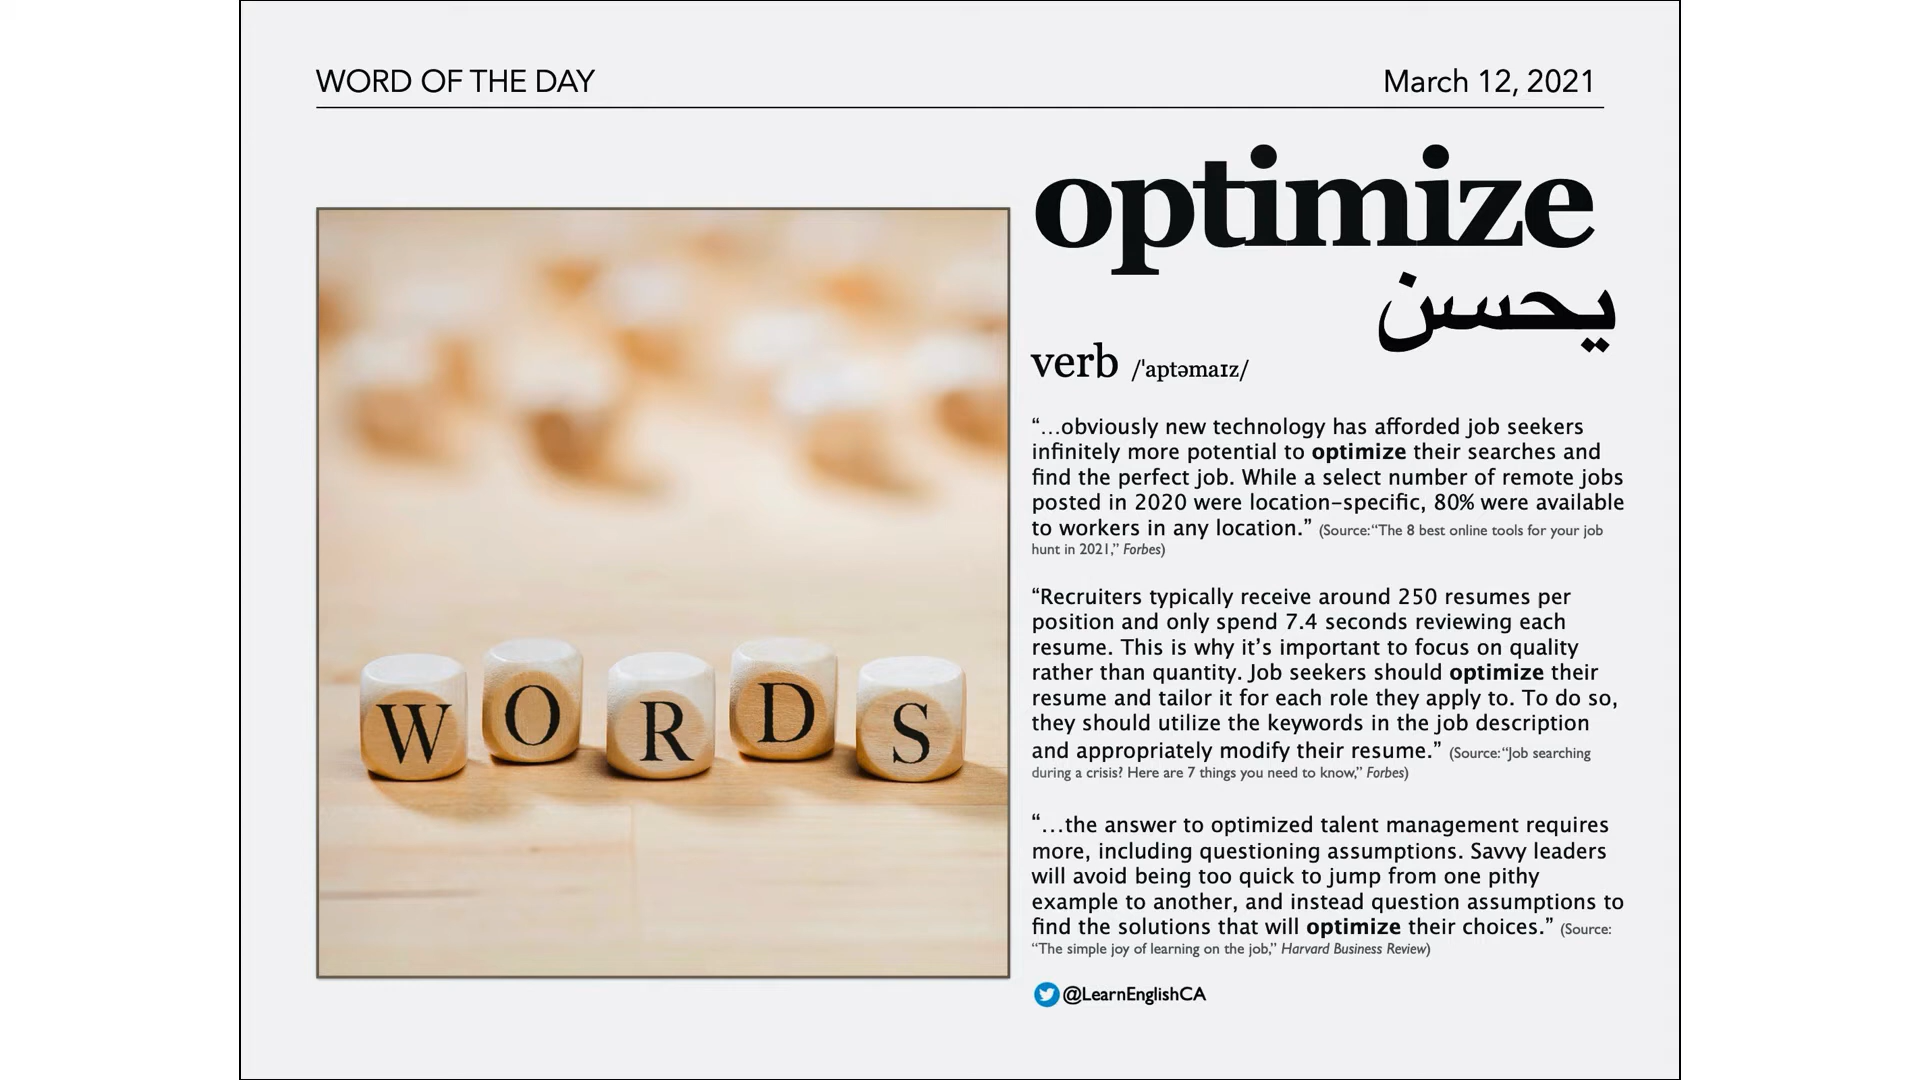 WORD OF THE DAY
March 12, 2021
optimize
يحسن
verb /ˈaptəmaɪz/
“…obviously new technology has afforded job seekers
infinitely more potential to optimize their searches and
find the perfect job. While a select number of remote jobs
posted in 2020 were location-specific, 80% were available
to workers in any location.” (Source: “The 8 best online tools for your job
hunt in 2021,” Forbes)
“Recruiters typically receive around 250 resumes per
position and only spend 7.4 seconds reviewing each
resume. This is why it’s important to focus on quality
rather than quantity. Job seekers should optimize their
resume and tailor it for each role they apply to. To do so,
they should utilize the keywords in the job description
and appropriately modify their resume.” (Source: “Job searching
during a crisis? Here are 7 things you need to know,” Forbes)
“…the answer to optimized talent management requires
more, including questioning assumptions. Savvy leaders
will avoid being too quick to jump from one pithy
example to another, and instead question assumptions to
find the solutions that will optimize their choices.” (Source:
“The simple joy of learning on the job,” Harvard Business Review)
@LearnEnglishCA
WORDS